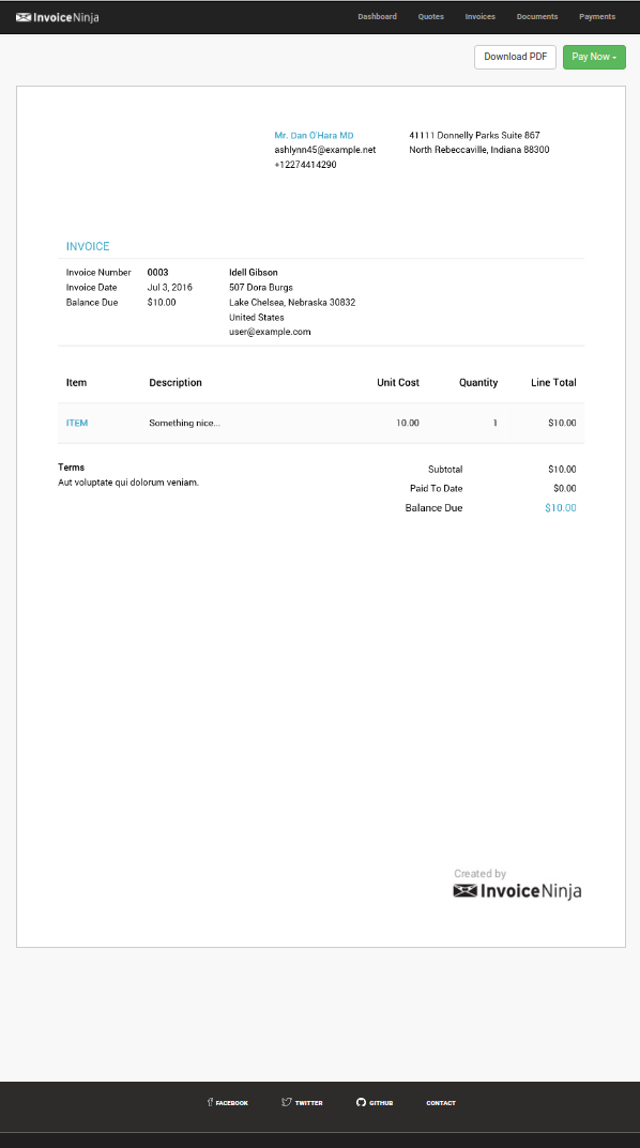 InvoiceNinja
Dashboard Quotes Invoices Documents Payments
Download PDF Pay Now
Mr. Dan O'Hara MD 41111 Donnelly Parks Suite 867
ashlynn45@example.net North Rebeccaville, Indiana 88300
+12274414290
INVOICE
Invoice Number 0003 Idell Gibson
Invoice Date Jul 3, 2016 507 Dora Burgs
Balance Due $10.00 Lake Chelsea, Nebraska 30832
United States
user@example.com
Item Description Unit Cost Quantity Line Total
ITEM Something nice... 10.00 1 $10.00
Terms
Aut voluptate qui dolorum veniam.
Subtotal $10.00
Paid To Date $0.00
Balance Due $10.00
Created by
InvoiceNinja
FACEBOOK TWITTER GITHUB CONTACT